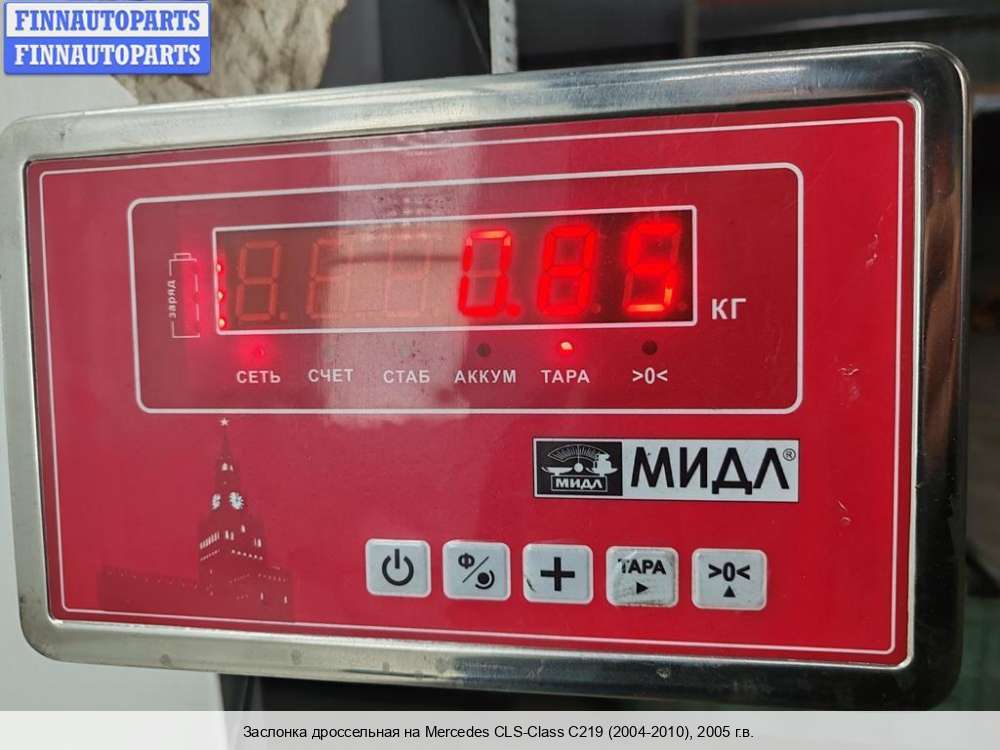 FINNAUTOPARTS
FINNAUTOPARTS
заряд
0.85
КГ
СЕТЬ СЧЕТ СТАБ АККУМ ТАРА >0<
МИДЛ
МИДЛ®
Ф
ТАРА
>0<
Заслонка дроссельная на Mercedes CLS-Class C219 (2004-2010), 2005 г.в.